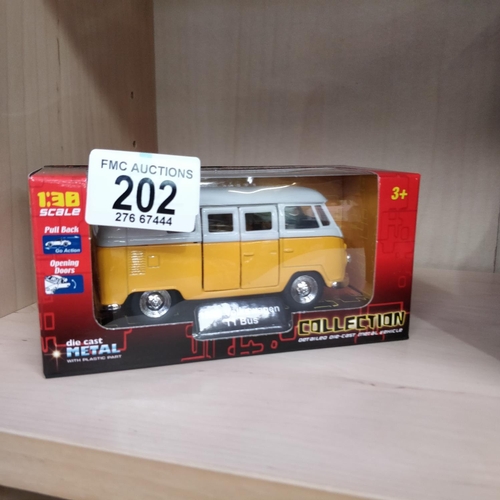 FMC AUCTIONS
202
276 67444
1:38
SCALE
3+
Pull Back
Go Action
Opening
Doors
T1 Bus
die cast
METAL
WITH PLASTIC PART
COLLECTION
DETAILED DIE-CAST METAL VEHICLE